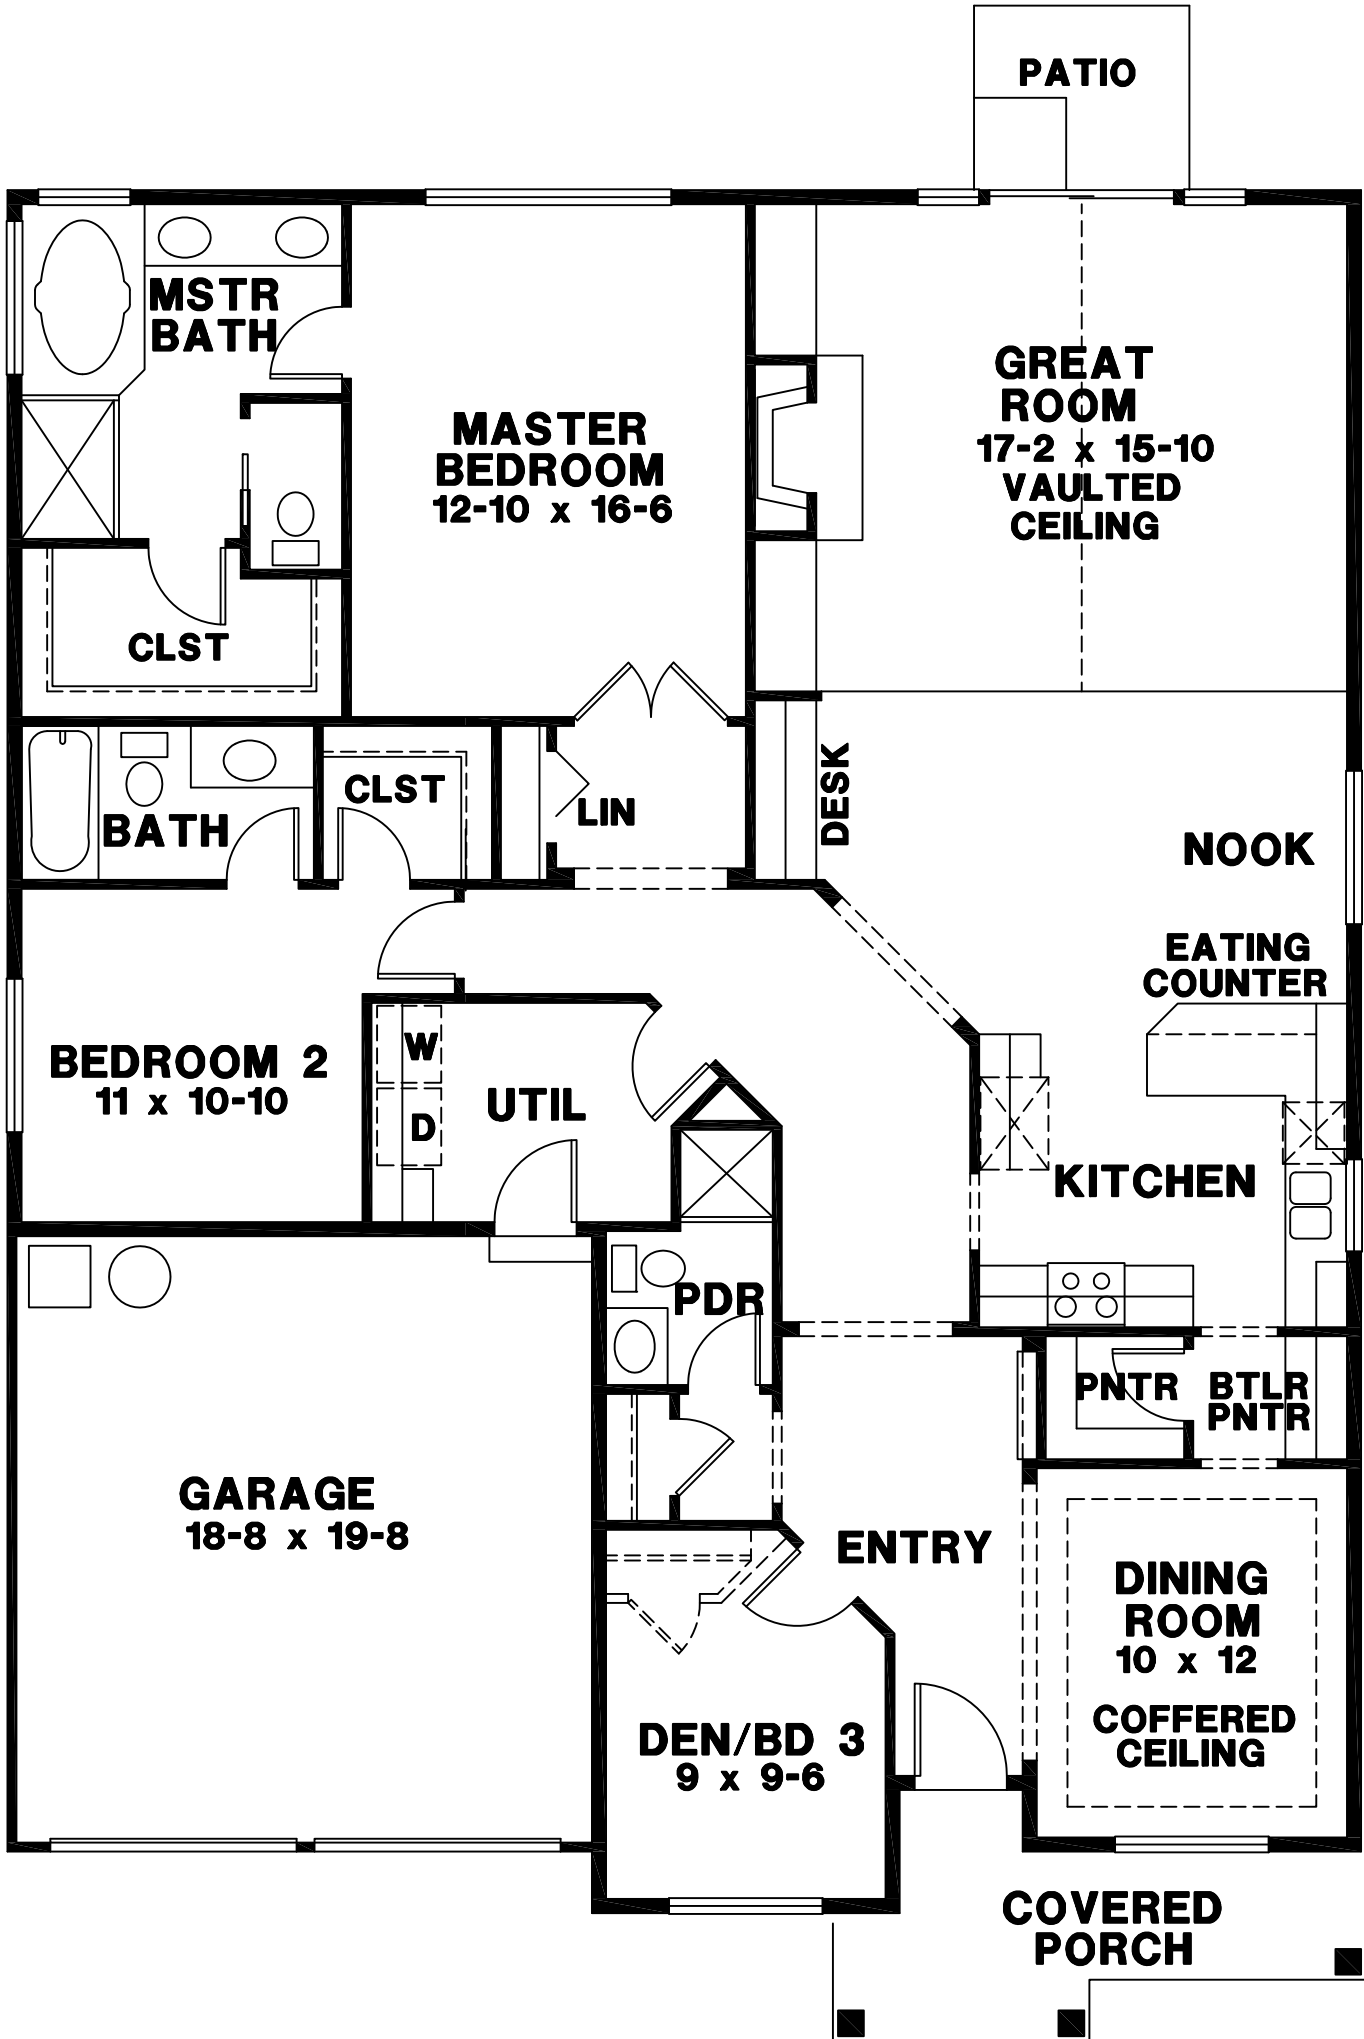 PATIO
MSTR
BATH
MASTER
BEDROOM
12-10 x 16-6
GREAT
ROOM
17-2 x 15-10
VAULTED
CEILING
CLST
BATH
CLST
LIN
DESK
NOOK
EATING
COUNTER
BEDROOM 2
11 x 10-10
W
D
UTIL
KITCHEN
PDR
PNTR
BTLR
PNTR
GARAGE
18-8 x 19-8
ENTRY
DINING
ROOM
10 x 12
COFFERED
CEILING
DEN/BD 3
9 x 9-6
COVERED
PORCH